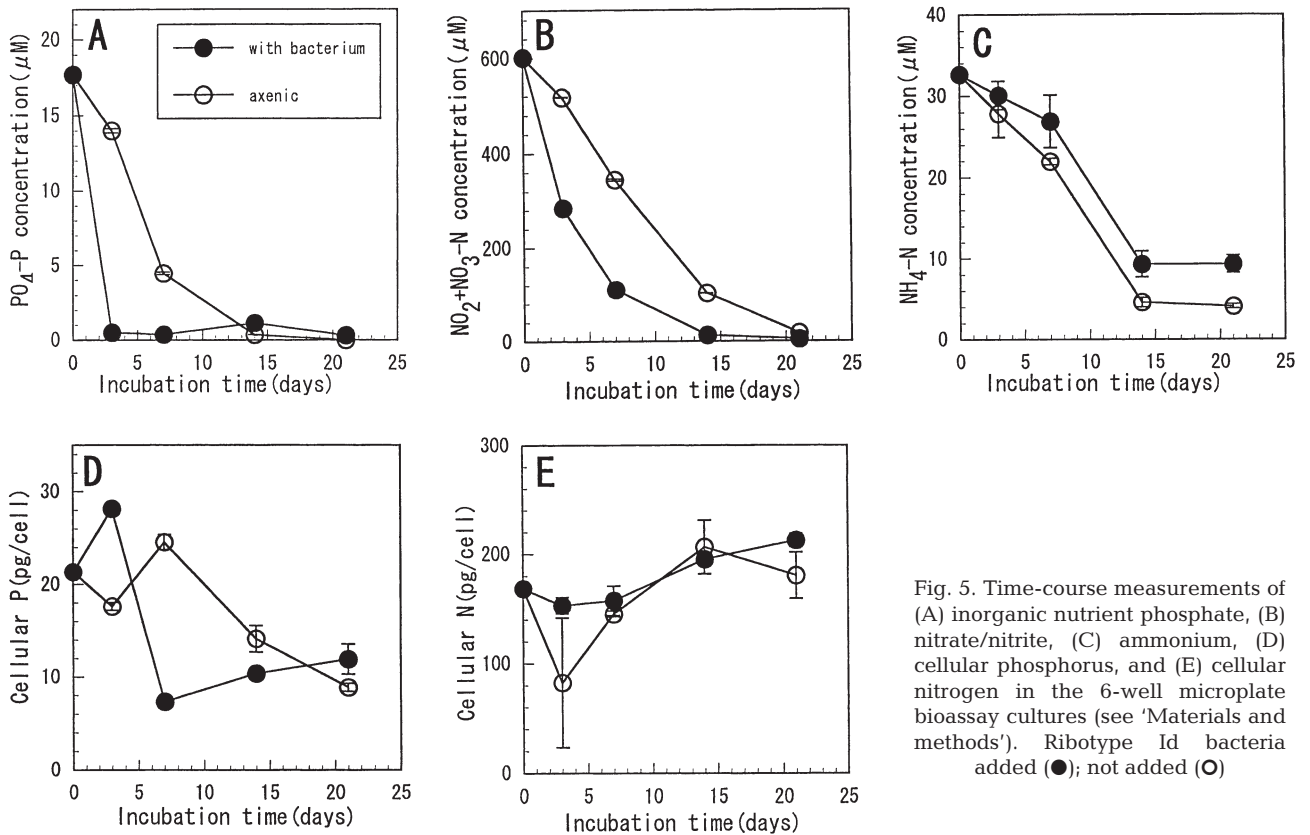 A
with bacterium
axenic
PO4-P concentration(μM)
20
15
10
5
0
0 5 10 15 20 25
Incubation time(days)
B
NO2+NO3-N concentration(μM)
600
400
200
0
0 5 10 15 20 25
Incubation time(days)
C
NH4-N concentration(μM)
40
30
20
10
0
0 5 10 15 20 25
Incubation time(days)
D
Cellular P(pg/cell)
30
20
10
0
0 5 10 15 20 25
Incubation time(days)
E
Cellular N(pg/cell)
300
200
100
0
0 5 10 15 20 25
Incubation time(days)
Fig. 5. Time-course measurements of
(A) inorganic nutrient phosphate, (B)
nitrate/nitrite, (C) ammonium, (D)
cellular phosphorus, and (E) cellular
nitrogen in the 6-well microplate
bioassay cultures (see ‘Materials and
methods’). Ribotype Id bacteria
added (●); not added (○)